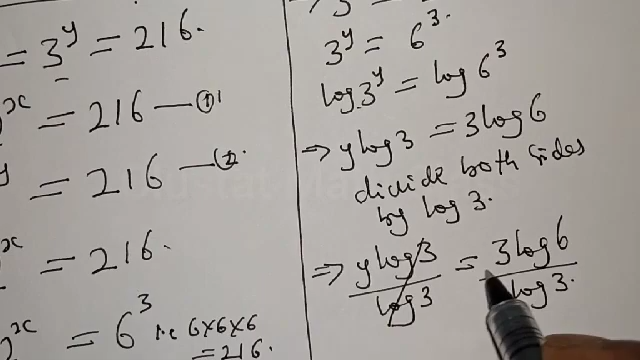 = 3^y = 216.
x = 216 — (1)
y = 216 — (2)
x = 216.
x = 6^3 i.e 6×6×6
= 216.
3^y = 6^3.
log 3^y = log 6^3
⇒ y log 3 = 3 log 6
divide both sides
by log 3.
⇒ y log 3 / log 3 = 3 log 6 / log 3.